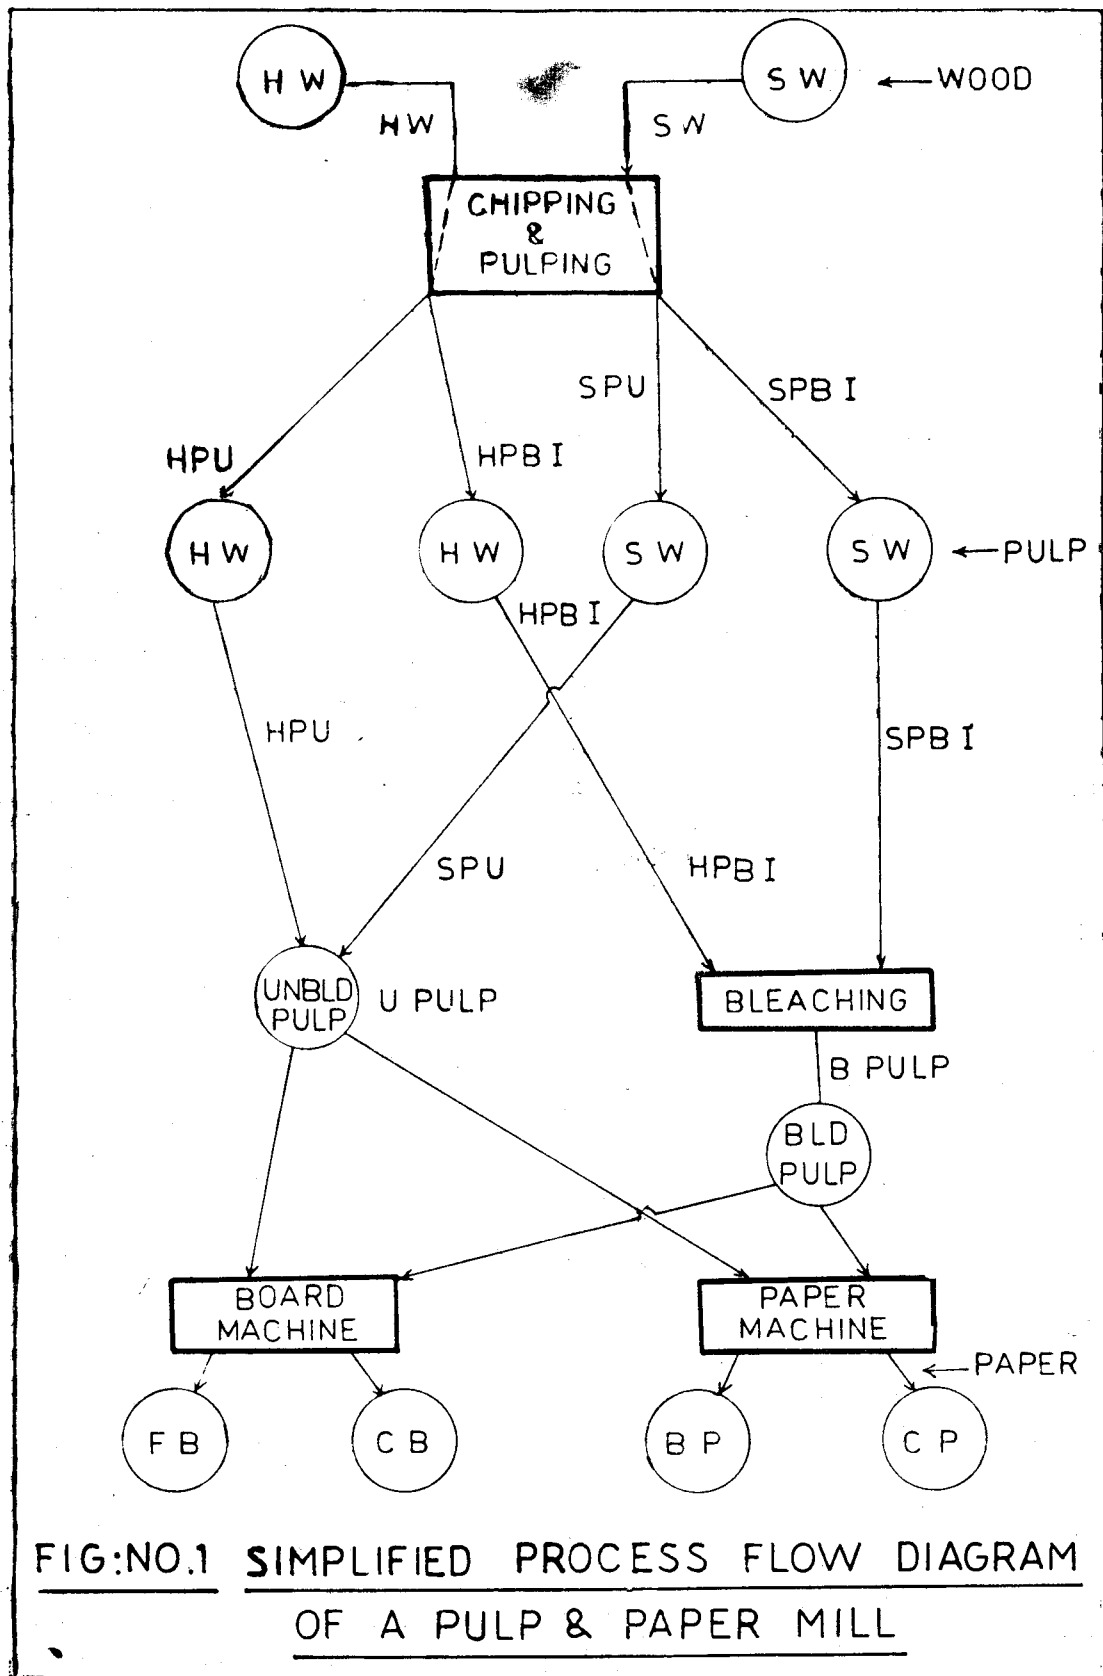 H W
S W
WOOD
HW
SW
CHIPPING
&
PULPING
SPU
SPB I
HPU
HPB I
H W
H W
S W
S W
PULP
HPB I
HPU
SPB I
SPU
HPB I
UNBLD
PULP
U PULP
BLEACHING
B PULP
BLD
PULP
BOARD
MACHINE
PAPER
MACHINE
PAPER
F B
C B
B P
C P
FIG:NO.1 SIMPLIFIED PROCESS FLOW DIAGRAM
OF A PULP & PAPER MILL